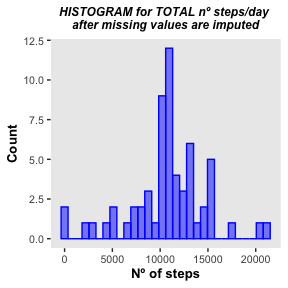 HISTOGRAM for TOTAL nº steps/day
after missing values are imputed
12.5
10.0
7.5
5.0
2.5
0.0
Count
0 5000 10000 15000 20000
Nº of steps